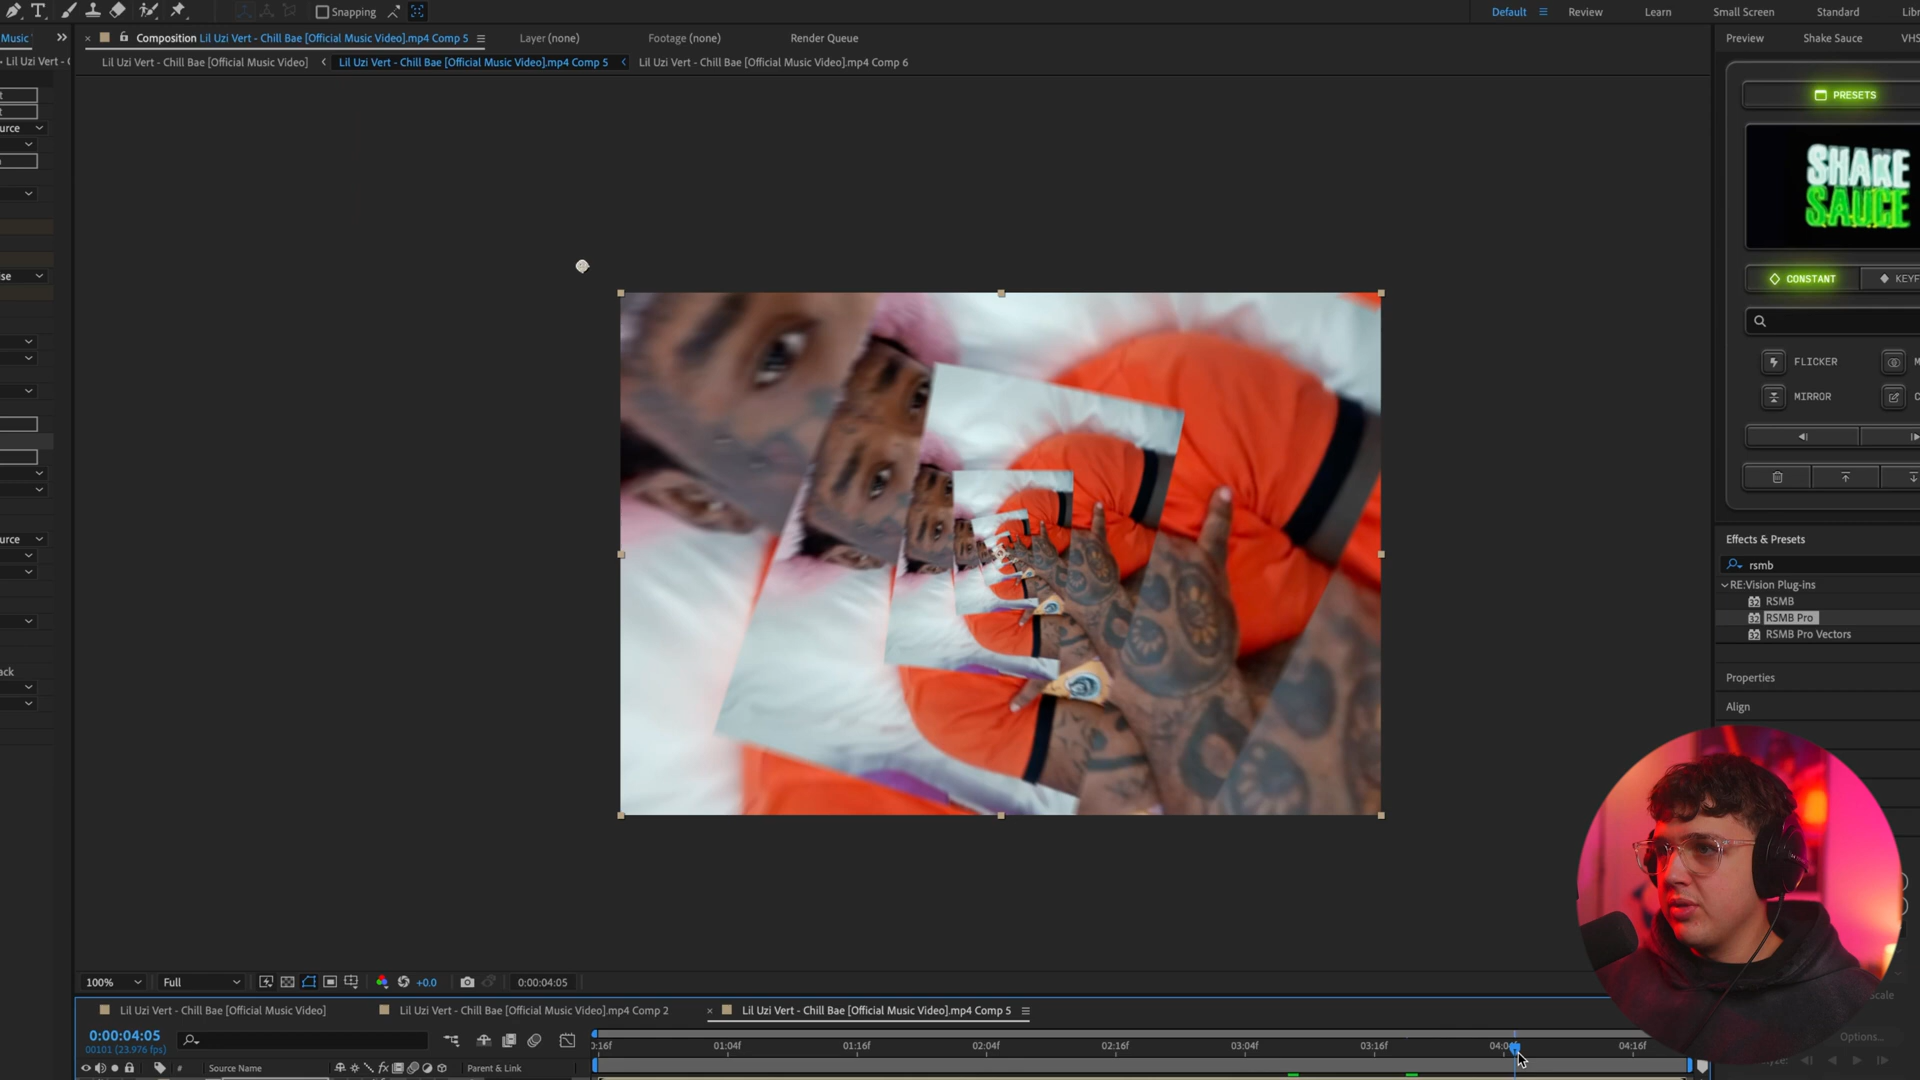 Snapping
Default
Review
Learn
Small Screen
Standard
Music
Composition Lil Uzi Vert - Chill Bae [Official Music Video].mp4 Comp 5
Layer (none)
Footage (none)
Render Queue
Preview
Shake Sauce
VHS
Lil Uzi Vert - Chill Bae [Official Music Video]
Lil Uzi Vert - Chill Bae [Official Music Video].mp4 Comp 5
Lil Uzi Vert - Chill Bae [Official Music Video].mp4 Comp 6
PRESETS
SHAKE
SAUCE
CONSTANT
KEYF
FLICKER
MIRROR
Effects & Presets
rsmb
RE:Vision Plug-ins
RSMB
RSMB Pro
RSMB Pro Vectors
Properties
Align
100%
Full
+0.0
0:00:04:05
Lil Uzi Vert - Chill Bae [Official Music Video]
Lil Uzi Vert - Chill Bae [Official Music Video].mp4 Comp 2
Lil Uzi Vert - Chill Bae [Official Music Video].mp4 Comp 5
0:00:04:05
00101 (23.976 fps)
0:16f
01:04f
01:16f
02:04f
02:16f
03:04f
03:16f
04:16f
#
Source Name
fx
Parent & Link
Options...